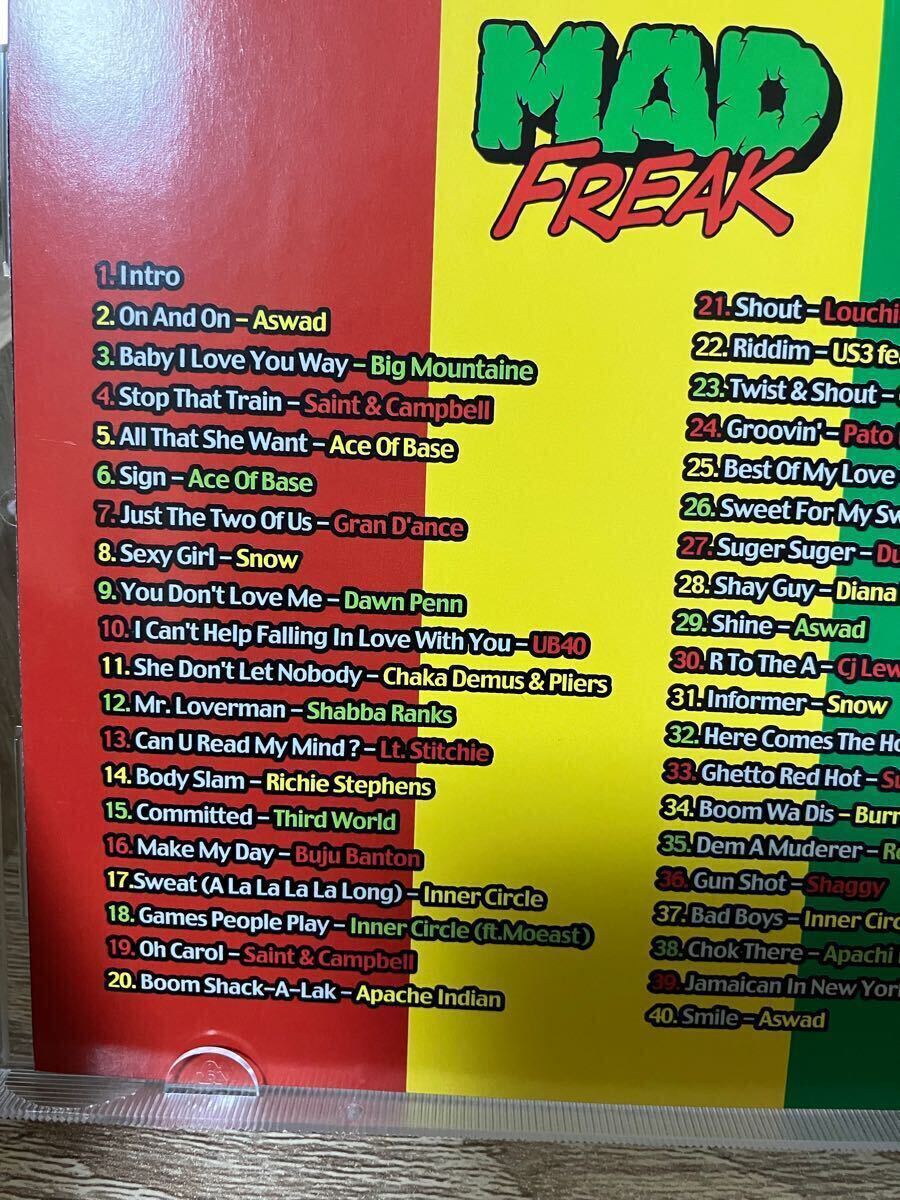 MAD
FREAK
1. Intro
2. On And On – Aswad
3. Baby I Love You Way – Big Mountaine
4. Stop That Train – Saint & Campbell
5. All That She Want – Ace Of Base
6. Sign – Ace Of Base
7. Just The Two Of Us – Gran D'ance
8. Sexy Girl – Snow
9. You Don't Love Me – Dawn Penn
10. I Can't Help Falling In Love With You – UB40
11. She Don't Let Nobody – Chaka Demus & Pliers
12. Mr. Loverman – Shabba Ranks
13. Can U Read My Mind ? – Lt. Stitchie
14. Body Slam – Richie Stephens
15. Committed – Third World
16. Make My Day – Buju Banton
17.Sweat (A La La La La Long) – Inner Circle
18. Games People Play – Inner Circle (ft.Moeast)
19. Oh Carol – Saint & Campbell
20. Boom Shack-A-Lak – Apache Indian
21. Shout –
22. Riddim – US3
23. Twist & Shout –
24. Groovin' – Pato
25. Best Of My Love
26. Sweet For My
27. Suger Suger –
28. Shay Guy – Diana
29. Shine – Aswad
30. R To The A – Cj
31. Informer – Snow
32. Here Comes The
33. Ghetto Red Hot –
34. Boom Wa Dis –
35. Dem A Muderer –
36. Gun Shot – Shaggy
37. Bad Boys – Inner
38. Chok There – Apachi
39. Jamaican In New
40. Smile – Aswad